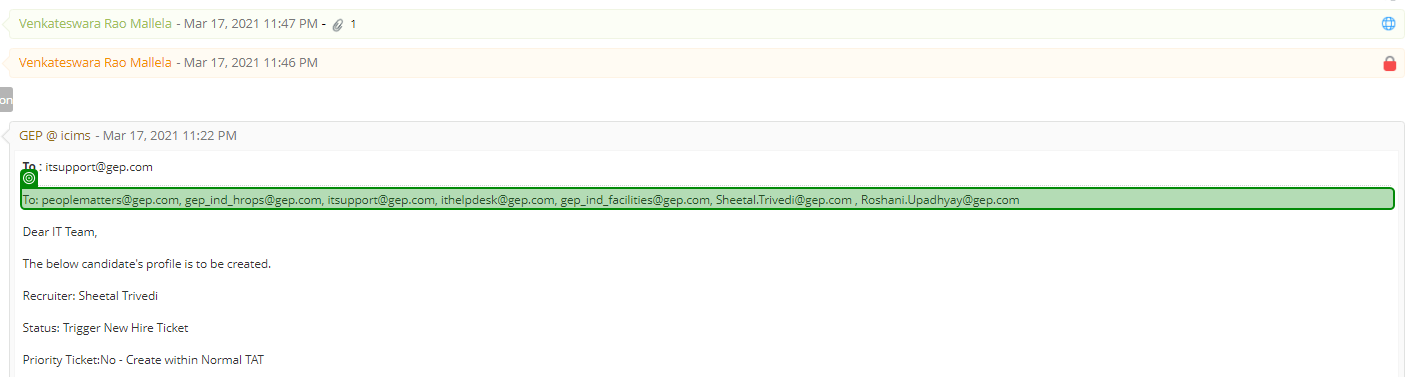 Venkateswara Rao Mallela - Mar 17, 2021 11:47 PM - 1
Venkateswara Rao Mallela - Mar 17, 2021 11:46 PM
on
GEP @ icims - Mar 17, 2021 11:22 PM
To : itsupport@gep.com
To: peoplematters@gep.com, gep_ind_hrops@gep.com, itsupport@gep.com, ithelpdesk@gep.com, gep_ind_facilities@gep.com, Sheetal.Trivedi@gep.com , Roshani.Upadhyay@gep.com
Dear IT Team,
The below candidate's profile is to be created.
Recruiter: Sheetal Trivedi
Status: Trigger New Hire Ticket
Priority Ticket:No - Create within Normal TAT